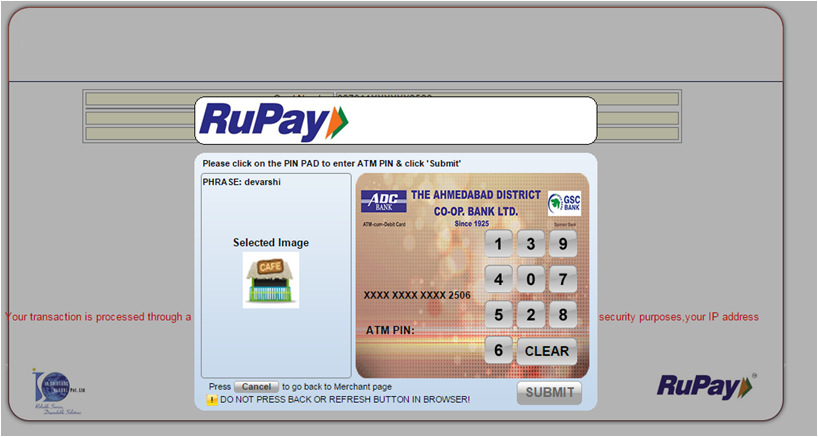 RuPay
Please click on the PIN PAD to enter ATM PIN & click 'Submit'
PHRASE: devarshi
Selected Image
CAFE
ADC BANK
THE AHMEDABAD DISTRICT
CO-OP. BANK LTD.
Since 1925
GSC BANK
ATM-cum-Debit Card
Sponsor Bank
1 3 9
4 0 7
XXXX XXXX XXXX 2506
5 2 8
ATM PIN:
6 CLEAR
Your transaction is processed through a
security purposes,your IP address
Press Cancel to go back to Merchant page
DO NOT PRESS BACK OR REFRESH BUTTON IN BROWSER!
SUBMIT
Pvt. Ltd
RuPay